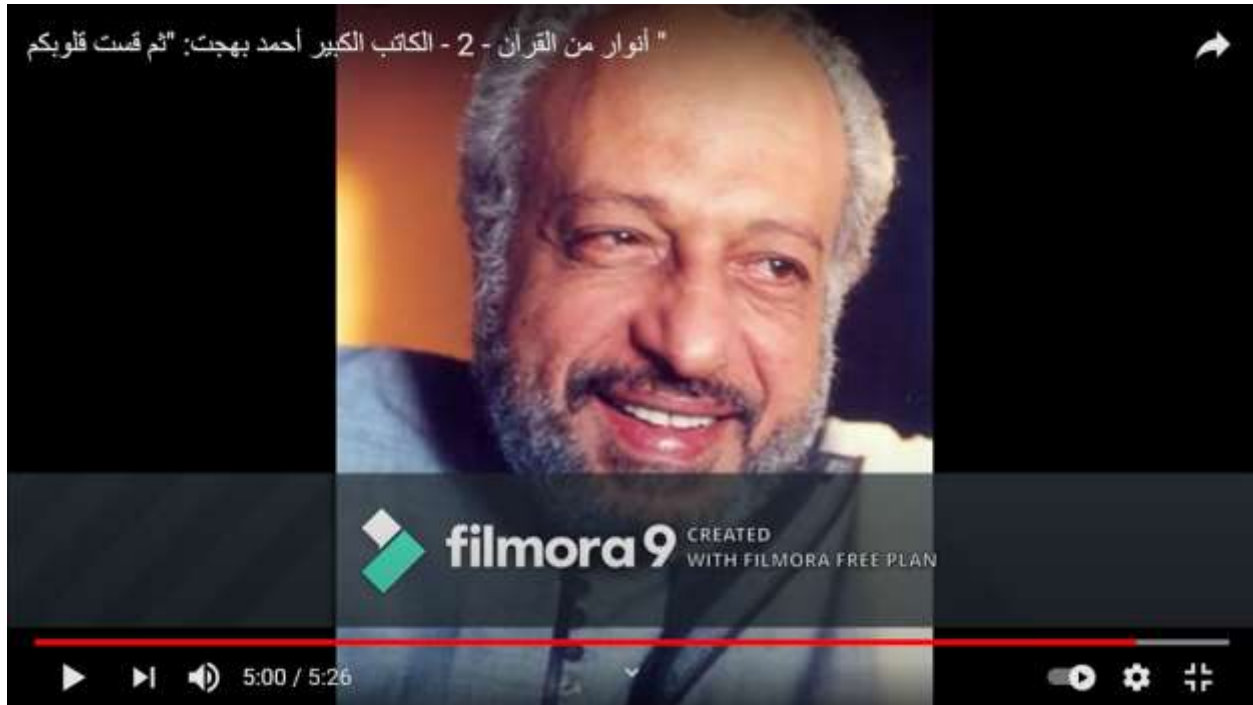 أنوار من القرآن - 2 - الكاتب الكبير أحمد بهجت: "ثم قست قلوبكم "
filmora 9 CREATED
WITH FILMORA FREE PLAN
5:00 / 5:26